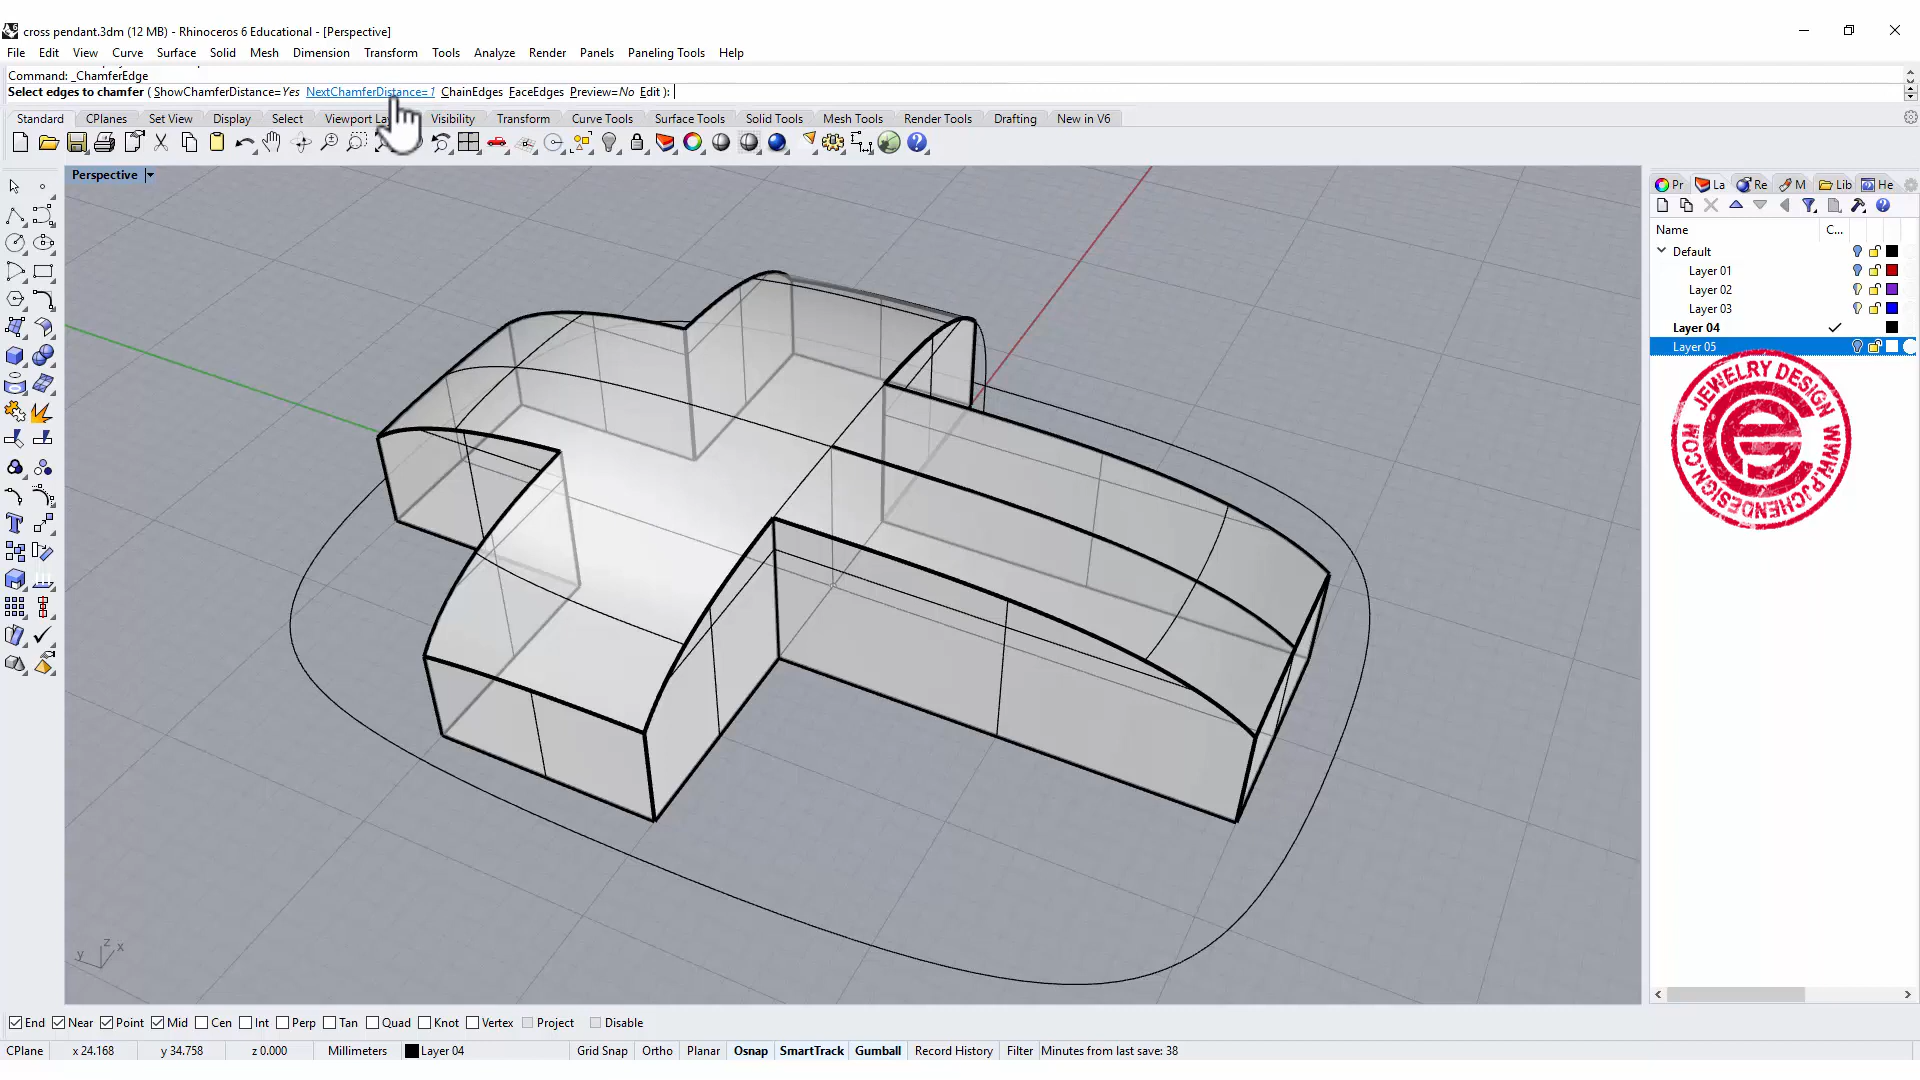 cross pendant.3dm (12 MB) - Rhinoceros 6 Educational - [Perspective]
File Edit View Curve Surface Solid Mesh Dimension Transform Tools Analyze Render Panels Paneling Tools Help
Command: _ChamferEdge
Select edges to chamfer ( ShowChamferDistance=Yes NextChamferDistance=1 ChainEdges FaceEdges Preview=No Edit ):
Standard CPlanes Set View Display Select Viewport Visibility Transform Curve Tools Surface Tools Solid Tools Mesh Tools Render Tools Drafting New in V6
Perspective
Pr La Re M Lib He
Name C...
Default
Layer 01
Layer 02
Layer 03
Layer 04
Layer 05
JEWELRY DESIGN
WWW.PJCHENDESIGN.COM
z
y x
End Near Point Mid Cen Int Perp Tan Quad Knot Vertex Project Disable
CPlane x 24.168 y 34.758 z 0.000 Millimeters Layer 04 Grid Snap Ortho Planar Osnap SmartTrack Gumball Record History Filter Minutes from last save: 38